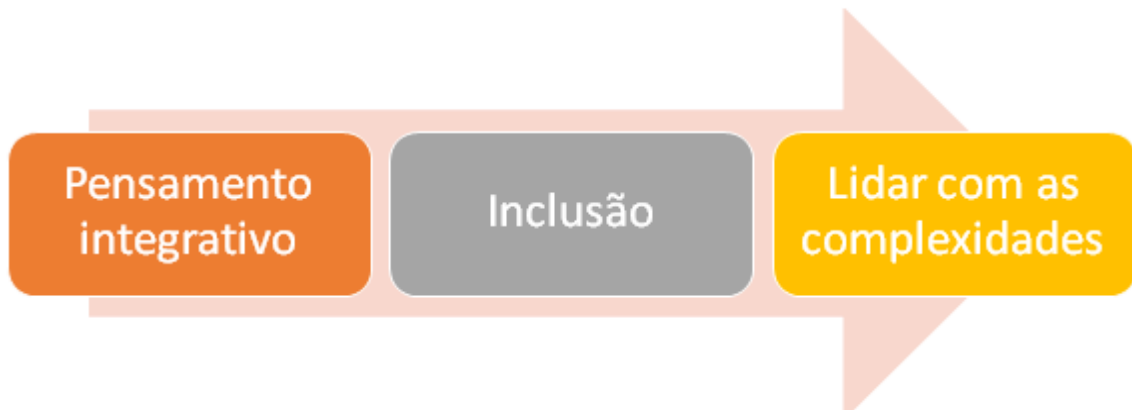 Pensamento
integrativo
Inclusão
Lidar com as
complexidades